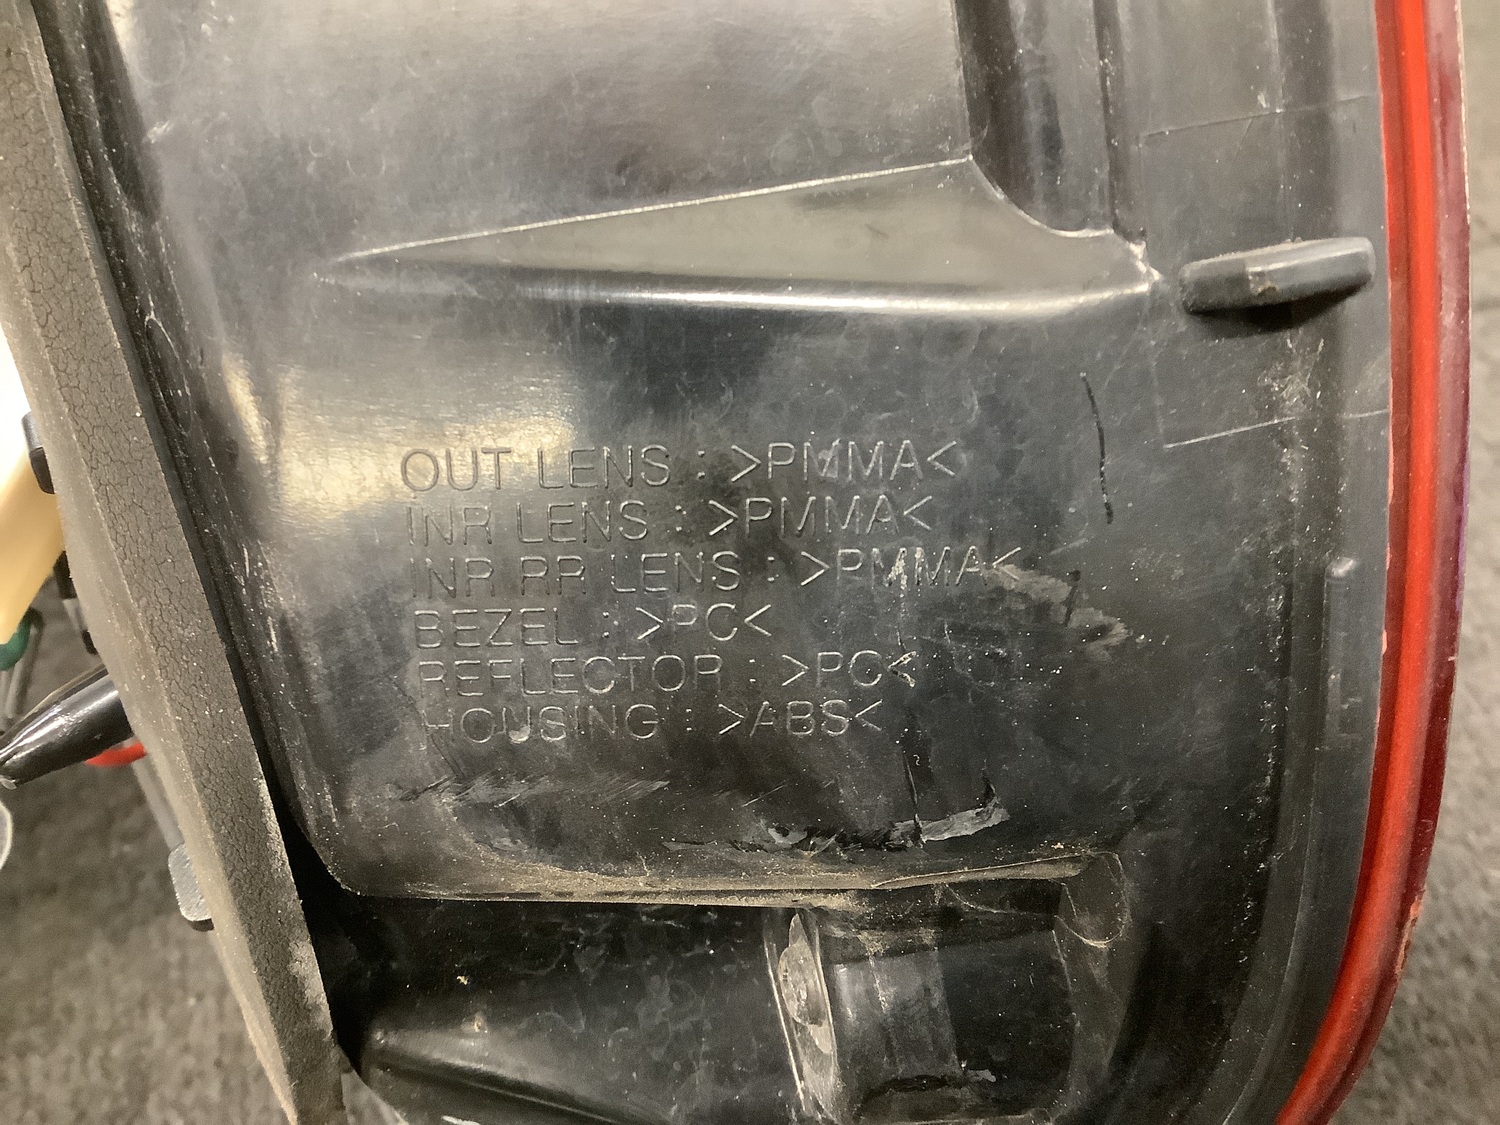 OUT LENS : >PMMA<
INR LENS : >PMMA<
INR RR LENS : >PMMA<
BEZEL : >PC<
REFLECTOR : >PC<
HOUSING : >ABS<